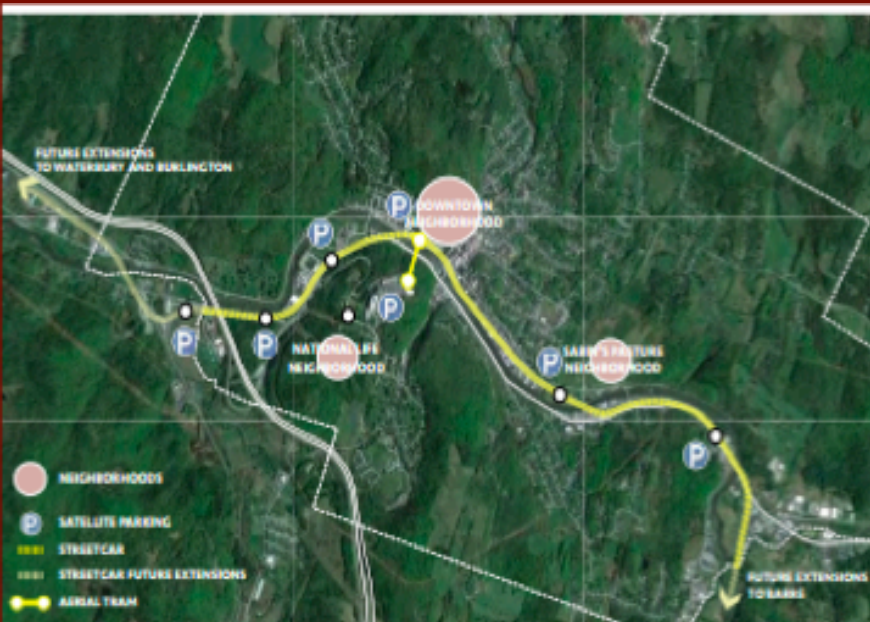 FUTURE EXTENSIONS
TO WATERBURY AND BURLINGTON
P
DOWNTOWN
NEIGHBORHOOD
P
P
P
P
NATIONAL LIFE
NEIGHBORHOOD
P
SABIN'S PASTURE
NEIGHBORHOOD
P
NEIGHBORHOODS
P
SATELLITE PARKING
STREETCAR
STREETCAR FUTURE EXTENSIONS
AERIAL TRAM
FUTURE EXTENSIONS
TO BARRE